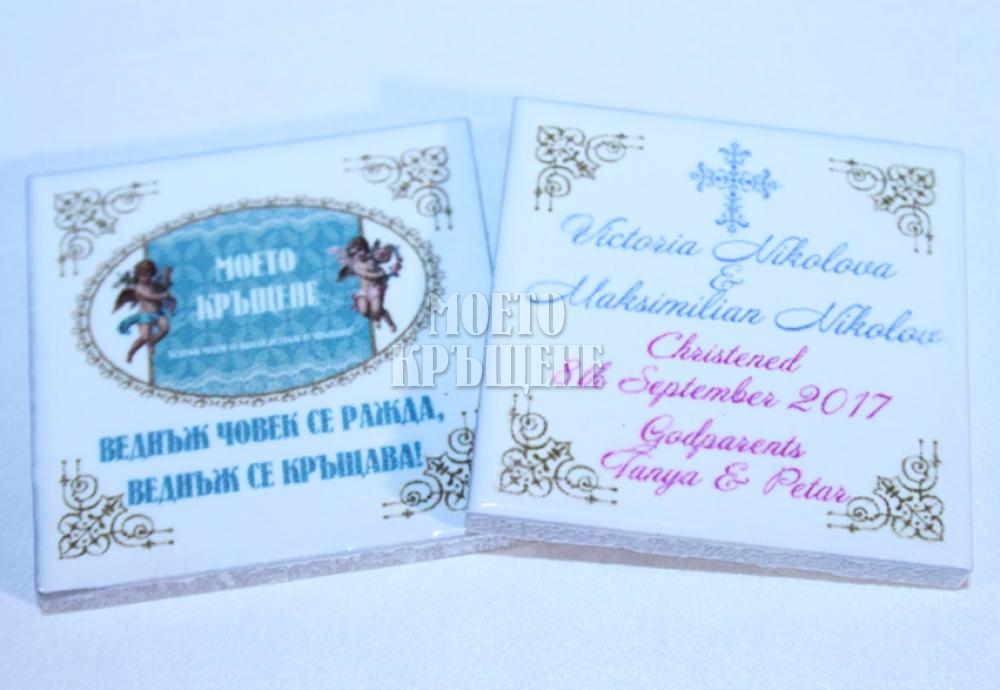 МОЕТО
КРЪЩЕНЕ
ВЕДНЪЖ ЧОВЕК СЕ РАЖДА,
ВЕДНЪЖ СЕ КРЪЩАВА!
Victoria Nikolova
&
Maksimilian Nikolov
Christened
8th September 2017
Godparents
Tanya & Petar
МОЕТО
КРЪЩЕНЕ